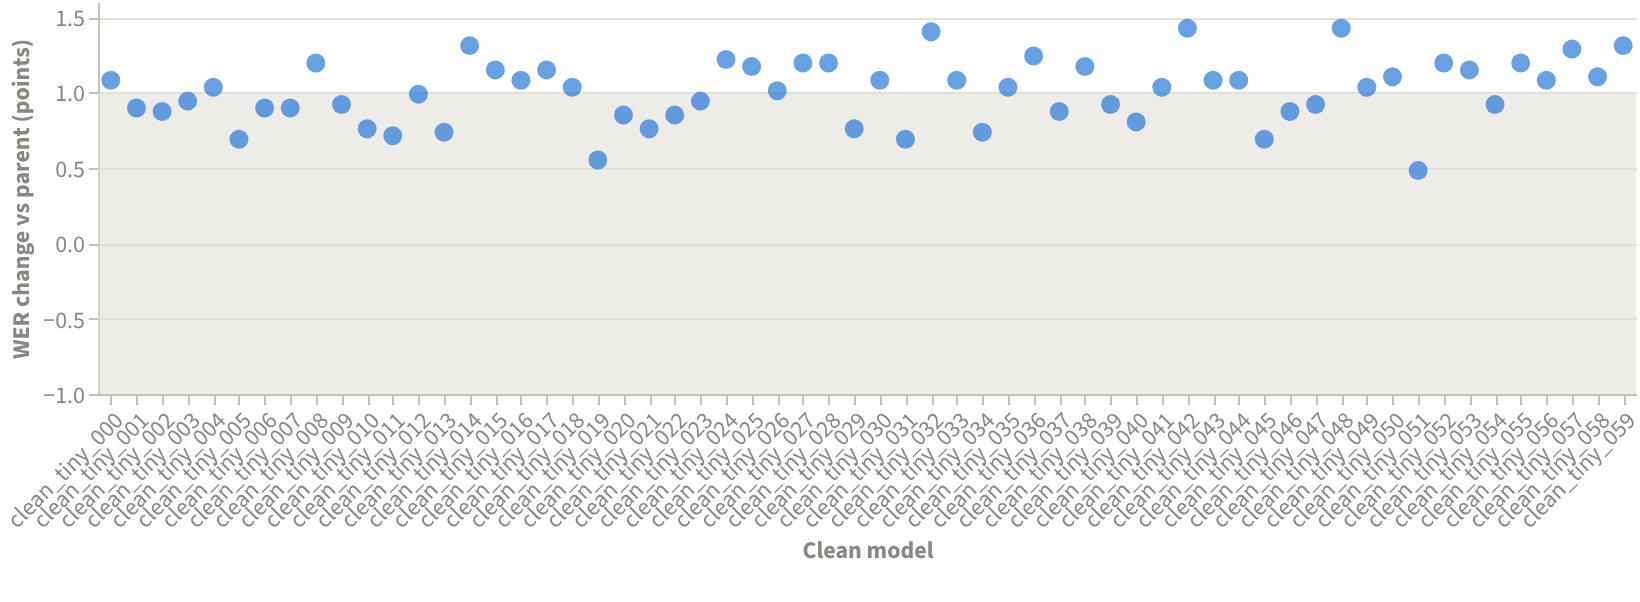 WER change vs parent (points)
1.5
1.0
0.5
0.0
−0.5
−1.0
clean_tiny_000
clean_tiny_001
clean_tiny_002
clean_tiny_003
clean_tiny_004
clean_tiny_005
clean_tiny_006
clean_tiny_007
clean_tiny_008
clean_tiny_009
clean_tiny_010
clean_tiny_011
clean_tiny_012
clean_tiny_013
clean_tiny_014
clean_tiny_015
clean_tiny_016
clean_tiny_017
clean_tiny_018
clean_tiny_019
clean_tiny_020
clean_tiny_021
clean_tiny_022
clean_tiny_023
clean_tiny_024
clean_tiny_025
clean_tiny_026
clean_tiny_027
clean_tiny_028
clean_tiny_029
clean_tiny_030
clean_tiny_031
clean_tiny_032
clean_tiny_033
clean_tiny_034
clean_tiny_035
clean_tiny_036
clean_tiny_037
clean_tiny_038
clean_tiny_039
clean_tiny_040
clean_tiny_041
clean_tiny_042
clean_tiny_043
clean_tiny_044
clean_tiny_045
clean_tiny_046
clean_tiny_047
clean_tiny_048
clean_tiny_049
clean_tiny_050
clean_tiny_051
clean_tiny_052
clean_tiny_053
clean_tiny_054
clean_tiny_055
clean_tiny_056
clean_tiny_057
clean_tiny_058
clean_tiny_059
Clean model